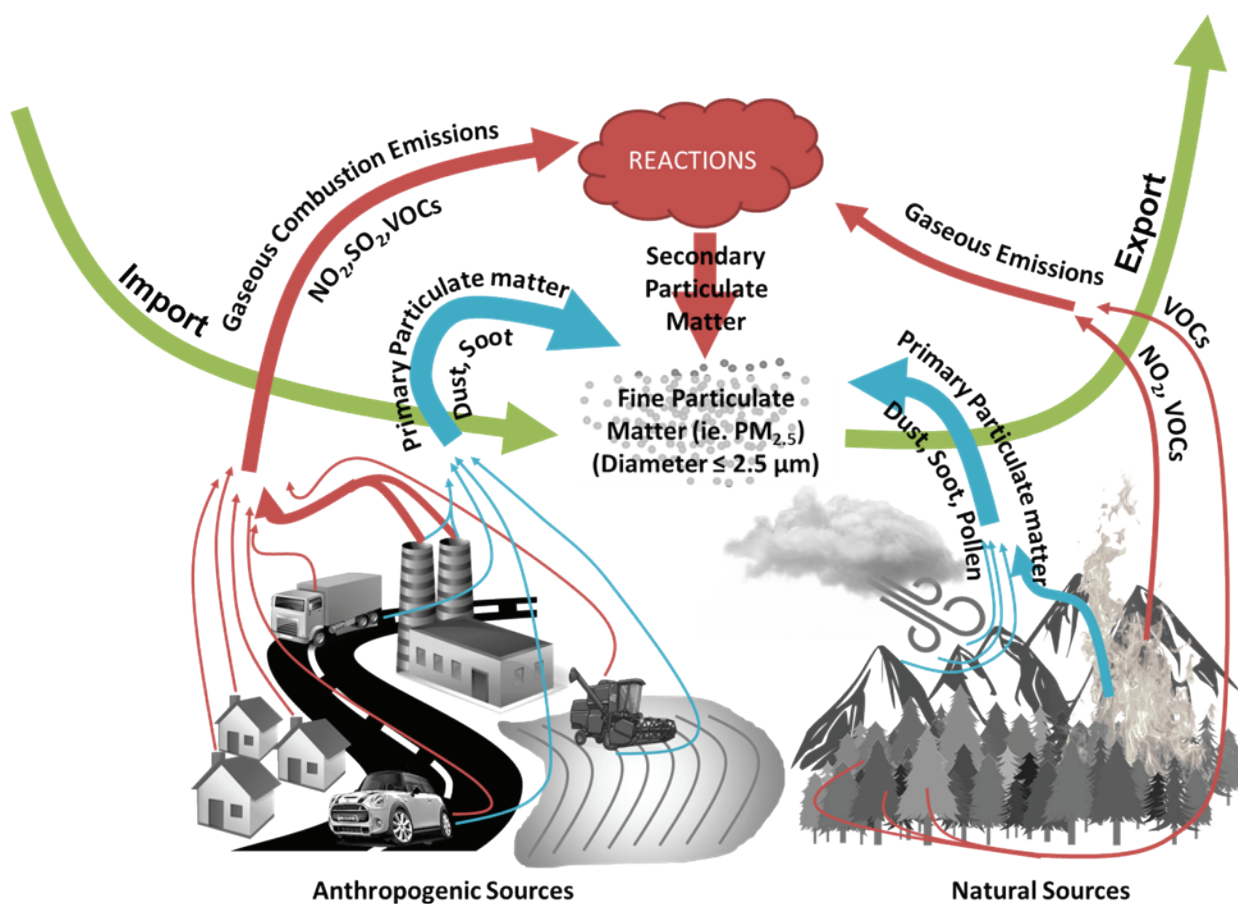 REACTIONS
Gaseous Combustion Emissions
NO₂,SO₂,VOCs
Import
Primary Particulate matter
Dust, Soot
Secondary
Particulate
Matter
Fine Particulate
Matter (ie. PM₂.₅)
(Diameter ≤ 2.5 μm)
Gaseous Emissions
Export
VOCs
NO₂, VOCs
Primary Particulate matter
Dust, Soot, Pollen
Anthropogenic Sources
Natural Sources